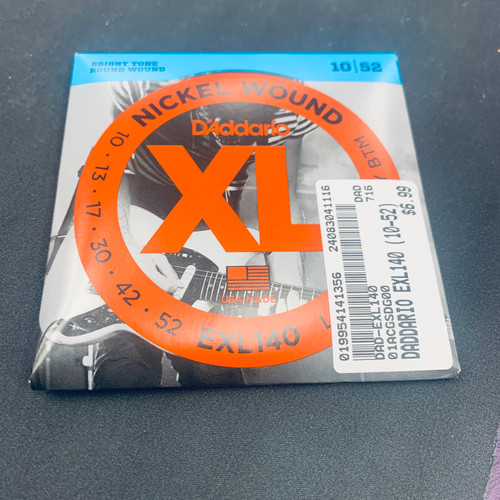 BRIGHT TONE
ROUND WOUND
10|52
NICKEL WOUND
D'Addario
XL
10 · 13 · 17 · 30 · 42 · 52
EXL140
BTM
USA MADE
24083041116
DAD
716
019954141356
DAD-EXL140
01ACGSDG00
DADDARIO EXL140 (10-52)
$6.99